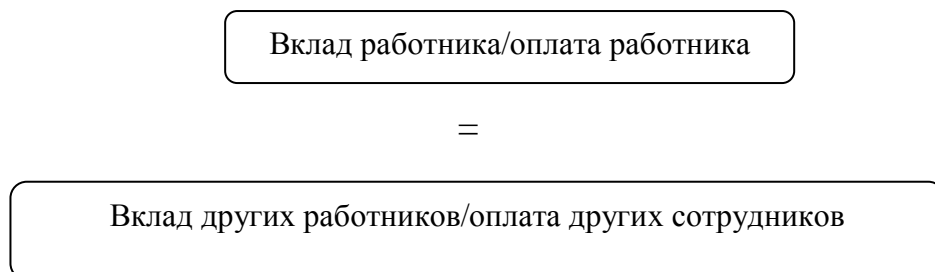 Вклад работника/оплата работника
=
Вклад других работников/оплата других сотрудников